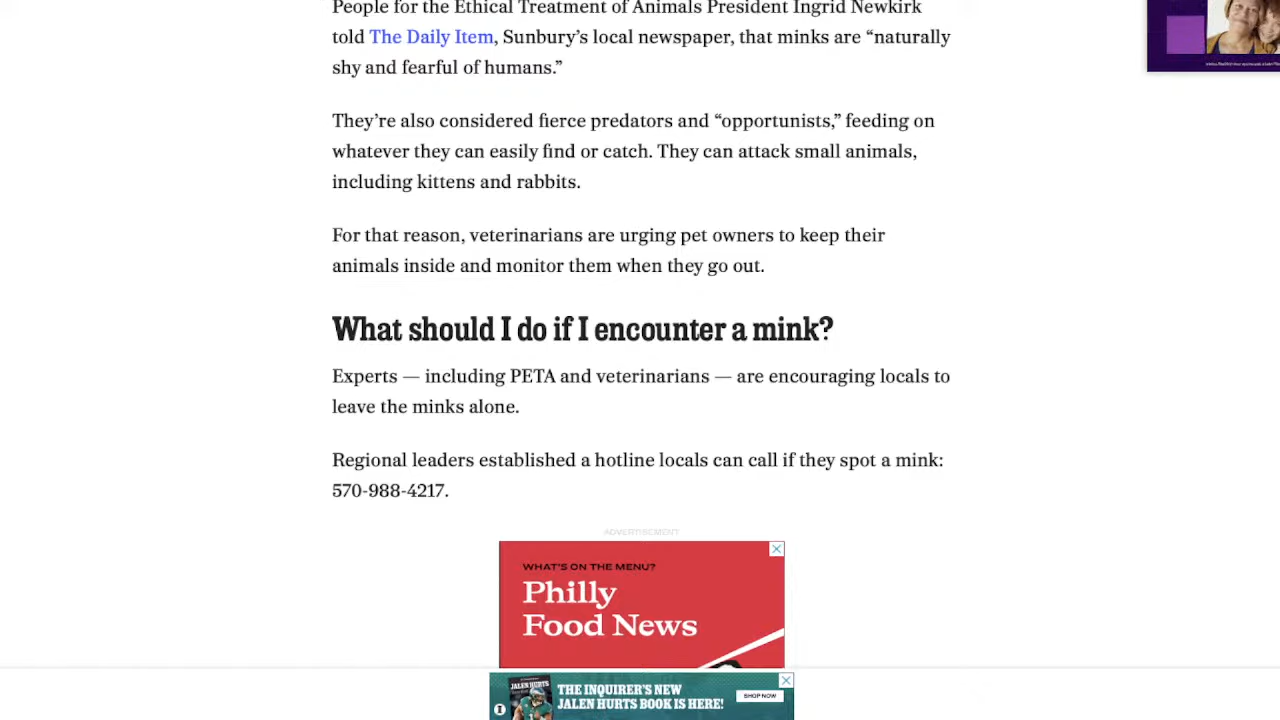 People for the Ethical Treatment of Animals President Ingrid Newkirk
told The Daily Item, Sunbury’s local newspaper, that minks are “naturally
shy and fearful of humans.”
They’re also considered fierce predators and “opportunists,” feeding on
whatever they can easily find or catch. They can attack small animals,
including kittens and rabbits.
For that reason, veterinarians are urging pet owners to keep their
animals inside and monitor them when they go out.
What should I do if I encounter a mink?
Experts — including PETA and veterinarians — are encouraging locals to
leave the minks alone.
Regional leaders established a hotline locals can call if they spot a mink:
570-988-4217.
ADVERTISEMENT
WHAT'S ON THE MENU?
Philly
Food News
JALEN HURTS
THE INQUIRER'S NEW
JALEN HURTS BOOK IS HERE!
SHOP NOW